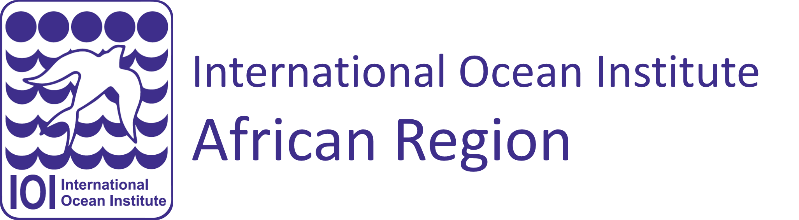 IOI International
Ocean Institute
International Ocean Institute
African Region